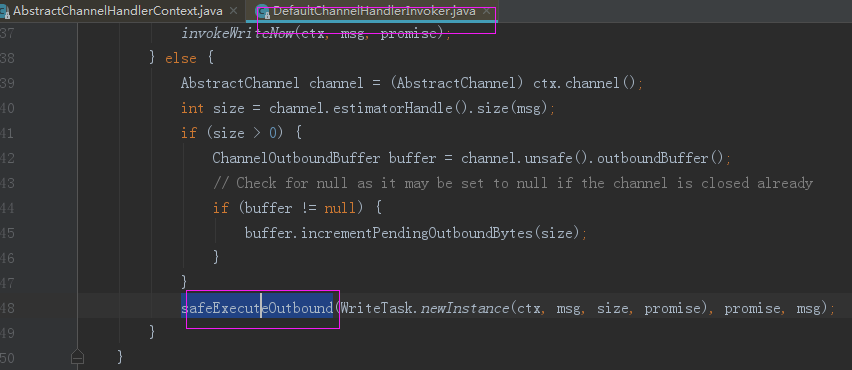 AbstractChannelHandlerContext.java × DefaultChannelHandlerInvoker.java ×
37 invokeWriteNow(ctx, msg, promise);
38 } else {
39 AbstractChannel channel = (AbstractChannel) ctx.channel();
40 int size = channel.estimatorHandle().size(msg);
41 if (size > 0) {
42 ChannelOutboundBuffer buffer = channel.unsafe().outboundBuffer();
43 // Check for null as it may be set to null if the channel is closed already
44 if (buffer != null) {
45 buffer.incrementPendingOutboundBytes(size);
46 }
47 }
48 safeExecuteOutbound(WriteTask.newInstance(ctx, msg, size, promise), promise, msg);
49 }
50 }